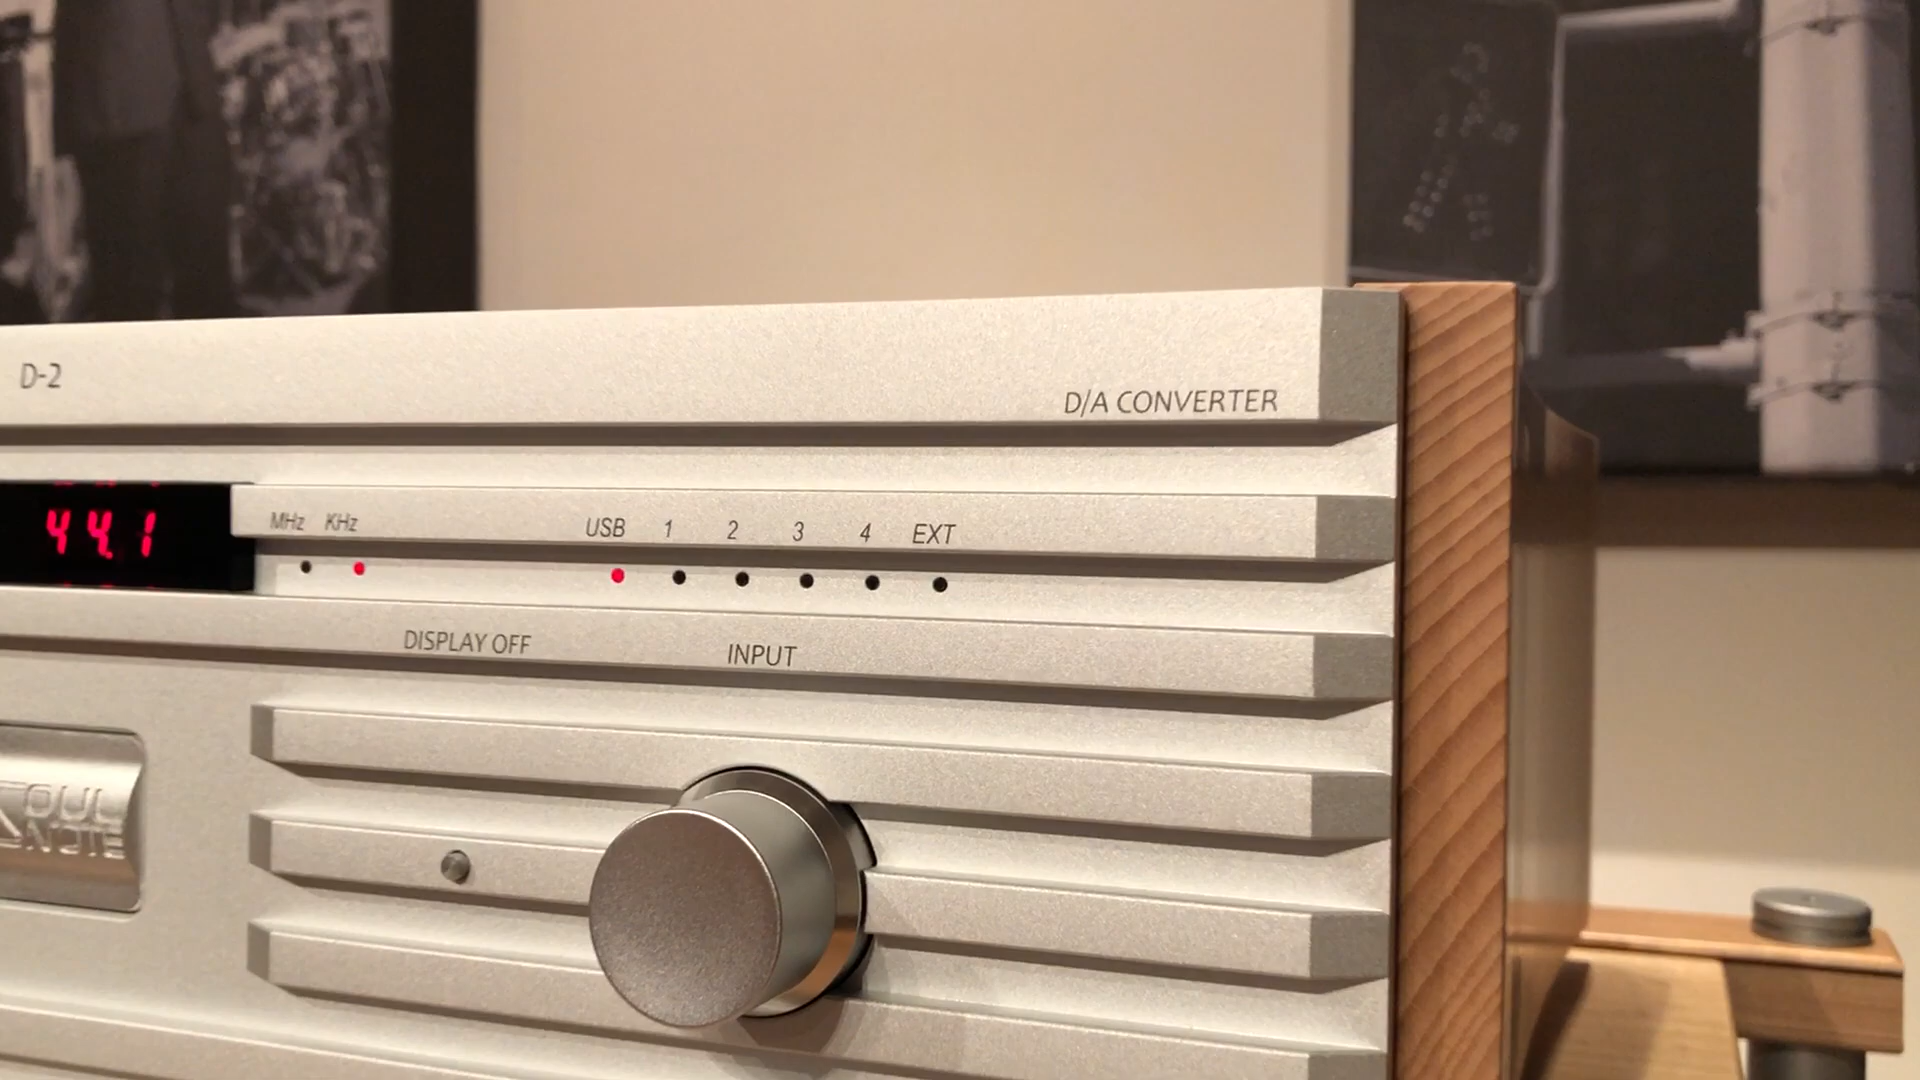 D-2
D/A CONVERTER
44.1
MHz KHz
USB 1 2 3 4 EXT
DISPLAY OFF
INPUT